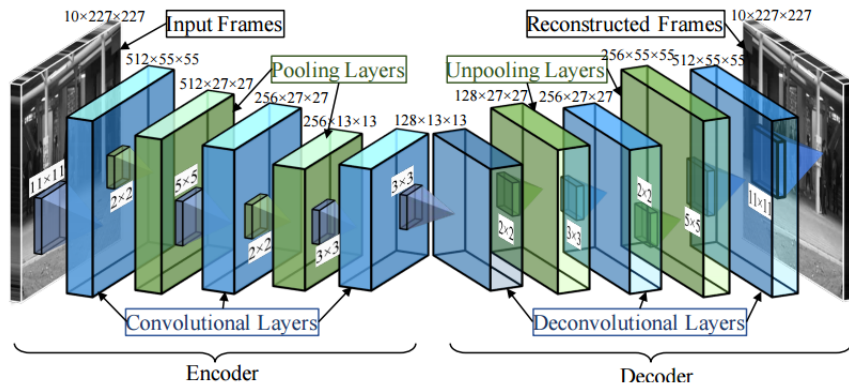 10×227×227
Input Frames
512×55×55
512×27×27
Pooling Layers
256×27×27
256×13×13
128×13×13
11×11
2×2
5×5
2×2
3×3
3×3
Convolutional Layers
Encoder
Reconstructed Frames
10×227×227
Unpooling Layers
256×55×55
512×55×55
128×27×27
256×27×27
2×2
3×3
2×2
5×5
11×11
Deconvolutional Layers
Decoder